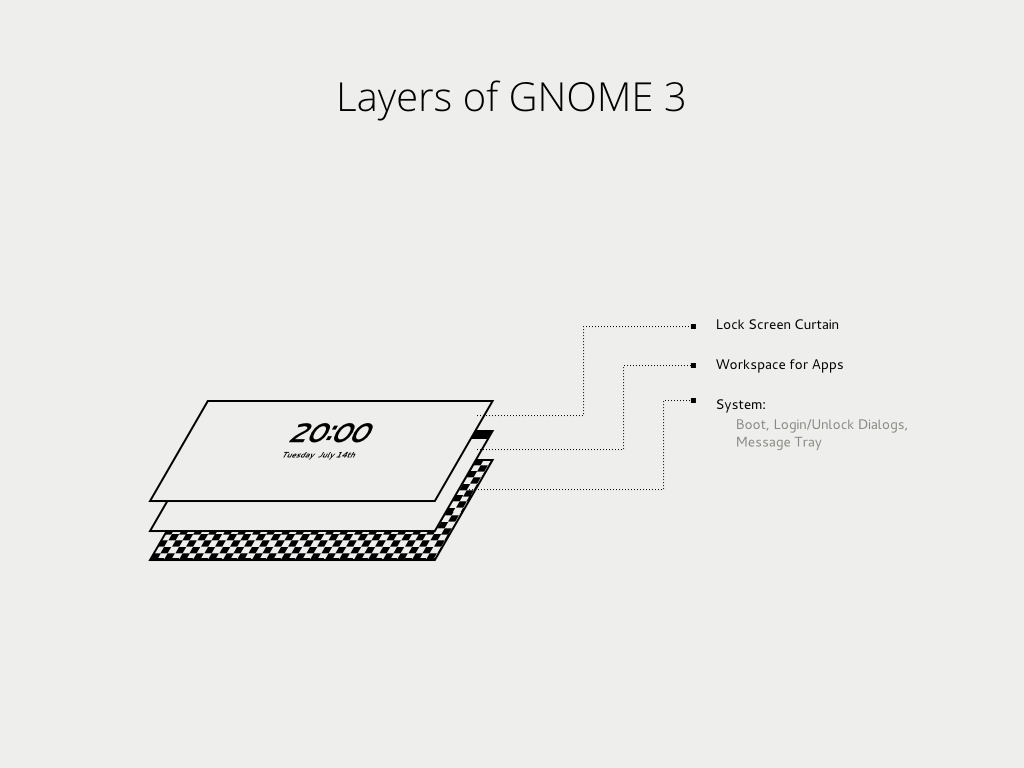 Layers of GNOME 3
20:00
Tuesday July 14th
Lock Screen Curtain
Workspace for Apps
System:
Boot, Login/Unlock Dialogs,
Message Tray